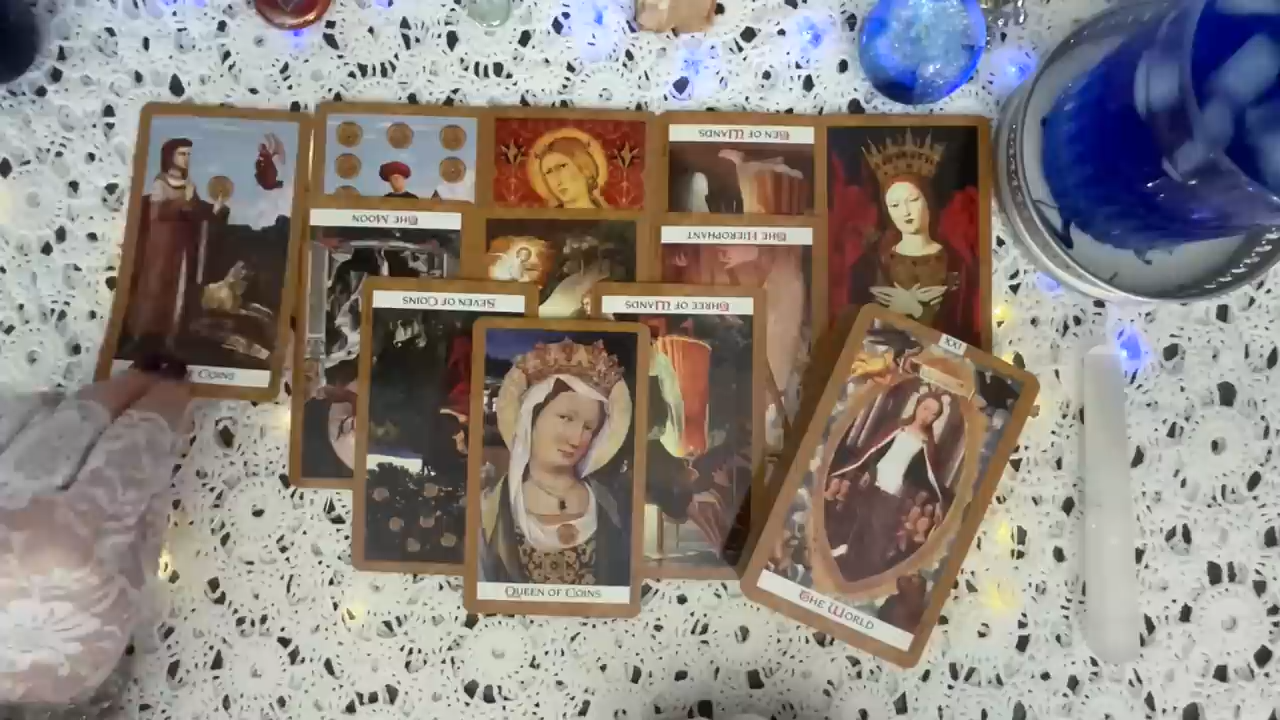 TEN OF WANDS
THE MOON
THE HIEROPHANT
COINS
SEVEN OF COINS
THREE OF WANDS
XXI
QUEEN OF COINS
THE WORLD